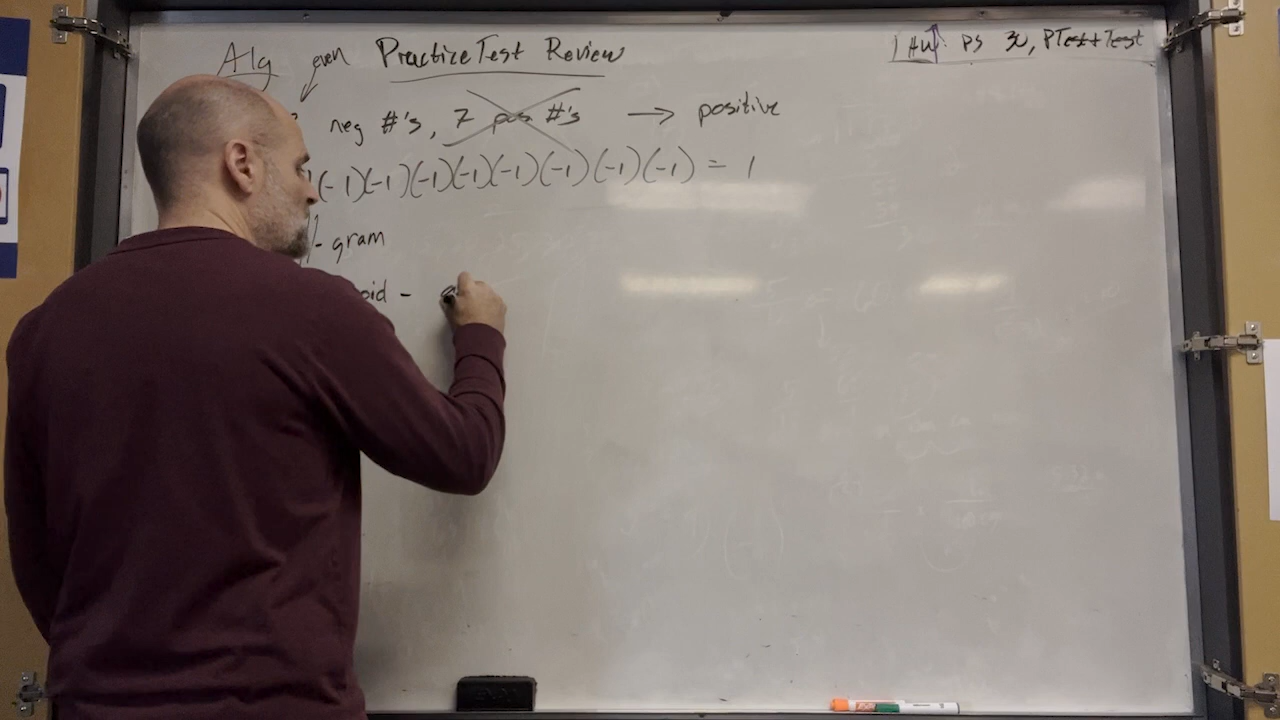 Alg even Practice Test Review
1 HW: PS 30, PTest+Test
neg #'s, 7 pos #'s → positive
(-1)(-1)(-1)(-1)(-1)(-1)(-1)(-1) = 1
//-gram
oid -